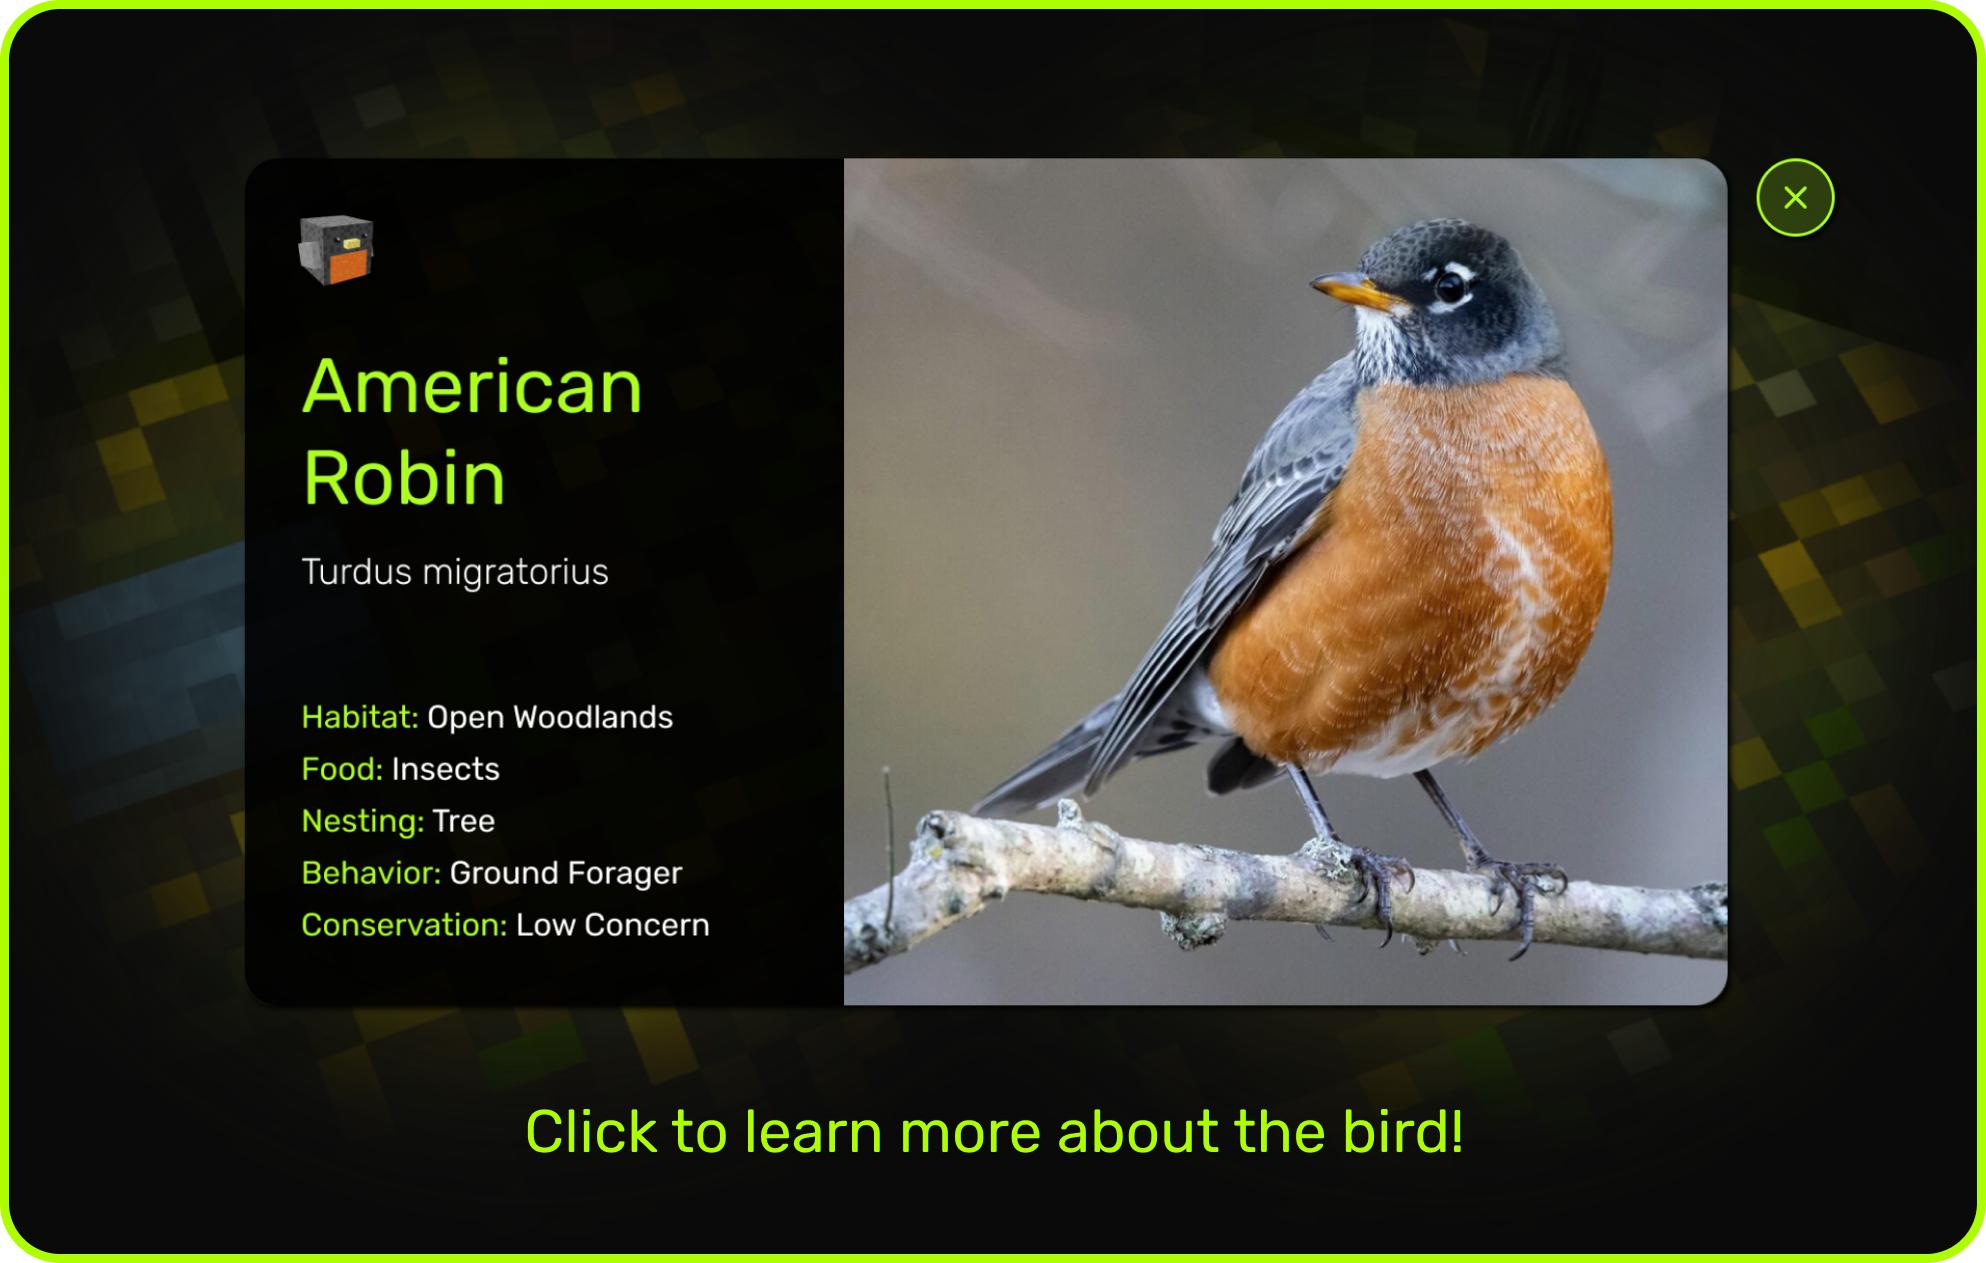 American
Robin
Turdus migratorius
Habitat: Open Woodlands
Food: Insects
Nesting: Tree
Behavior: Ground Forager
Conservation: Low Concern
Click to learn more about the bird!